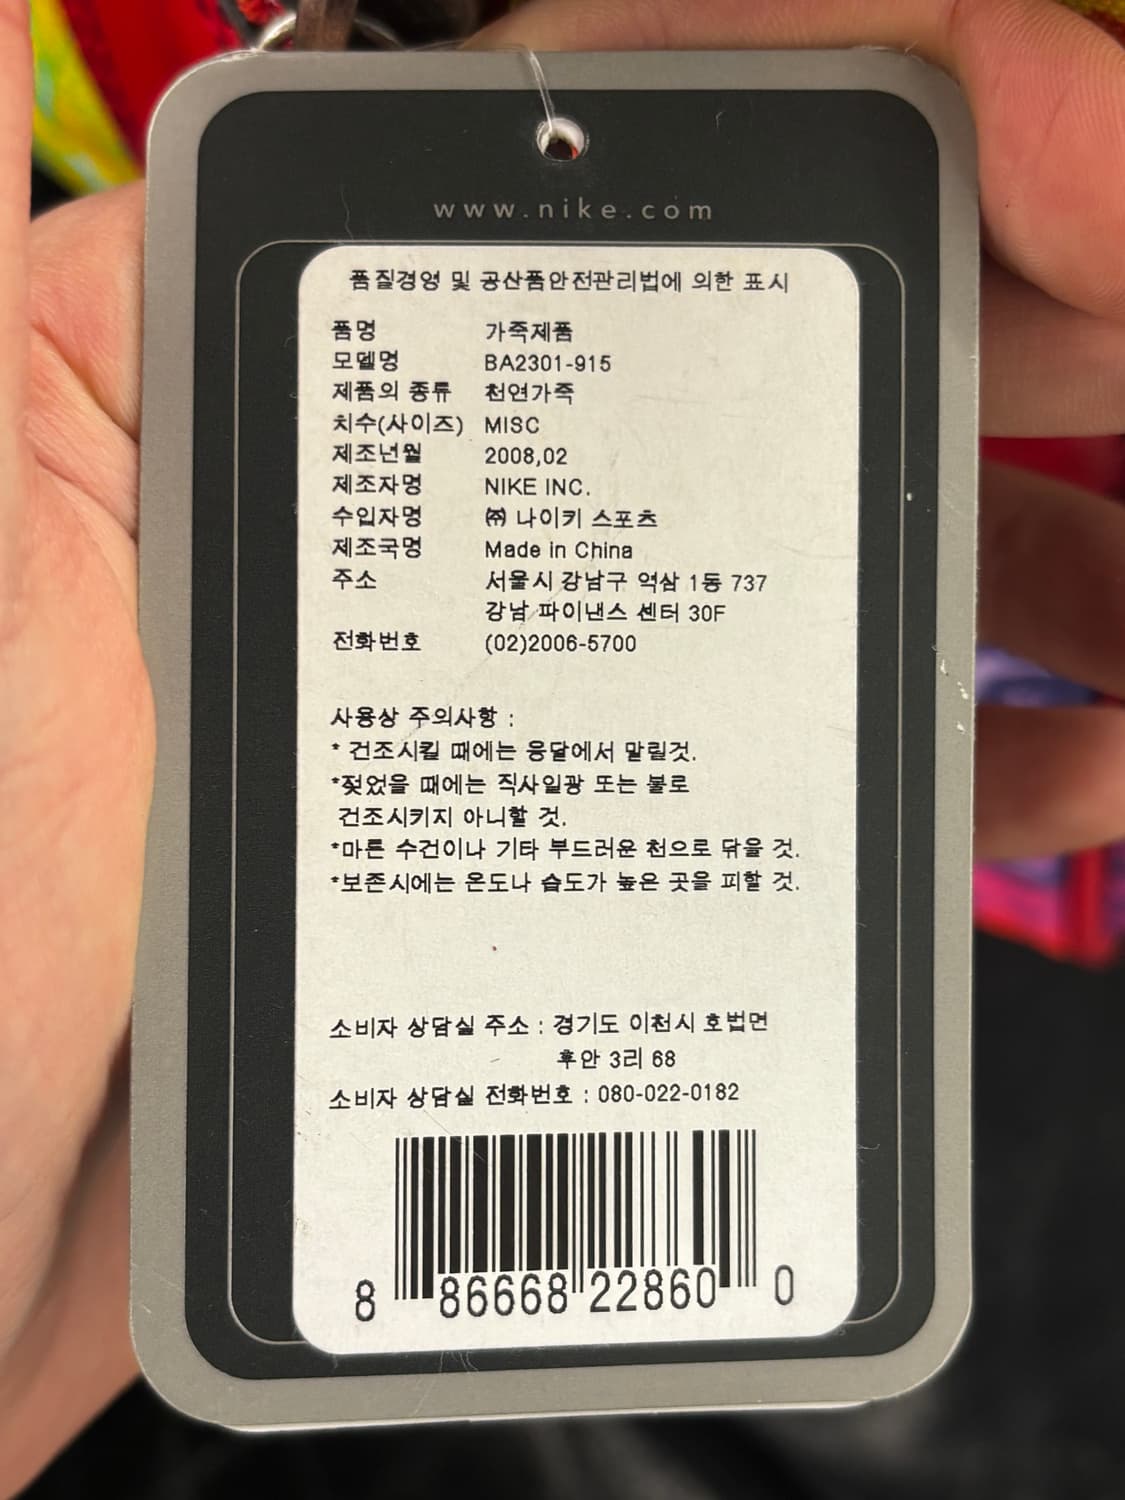 www.nike.com
품질경영 및 공산품안전관리법에 의한 표시
품명 가죽제품
모델명 BA2301-915
제품의 종류 천연가죽
치수(사이즈) MISC
제조년월 2008,02
제조자명 NIKE INC.
수입자명 ㈜ 나이키 스포츠
제조국명 Made in China
주소 서울시 강남구 역삼 1동 737
강남 파이낸스 센터 30F
전화번호 (02)2006-5700
사용상 주의사항 :
* 건조시킬 때에는 응달에서 말릴것.
*젖었을 때에는 직사일광 또는 불로
건조시키지 아니할 것.
*마른 수건이나 기타 부드러운 천으로 닦을 것.
*보존시에는 온도나 습도가 높은 곳을 피할 것.
소비자 상담실 주소 : 경기도 이천시 호법면
후안 3리 68
소비자 상담실 전화번호 : 080-022-0182
8 86668 22860 0